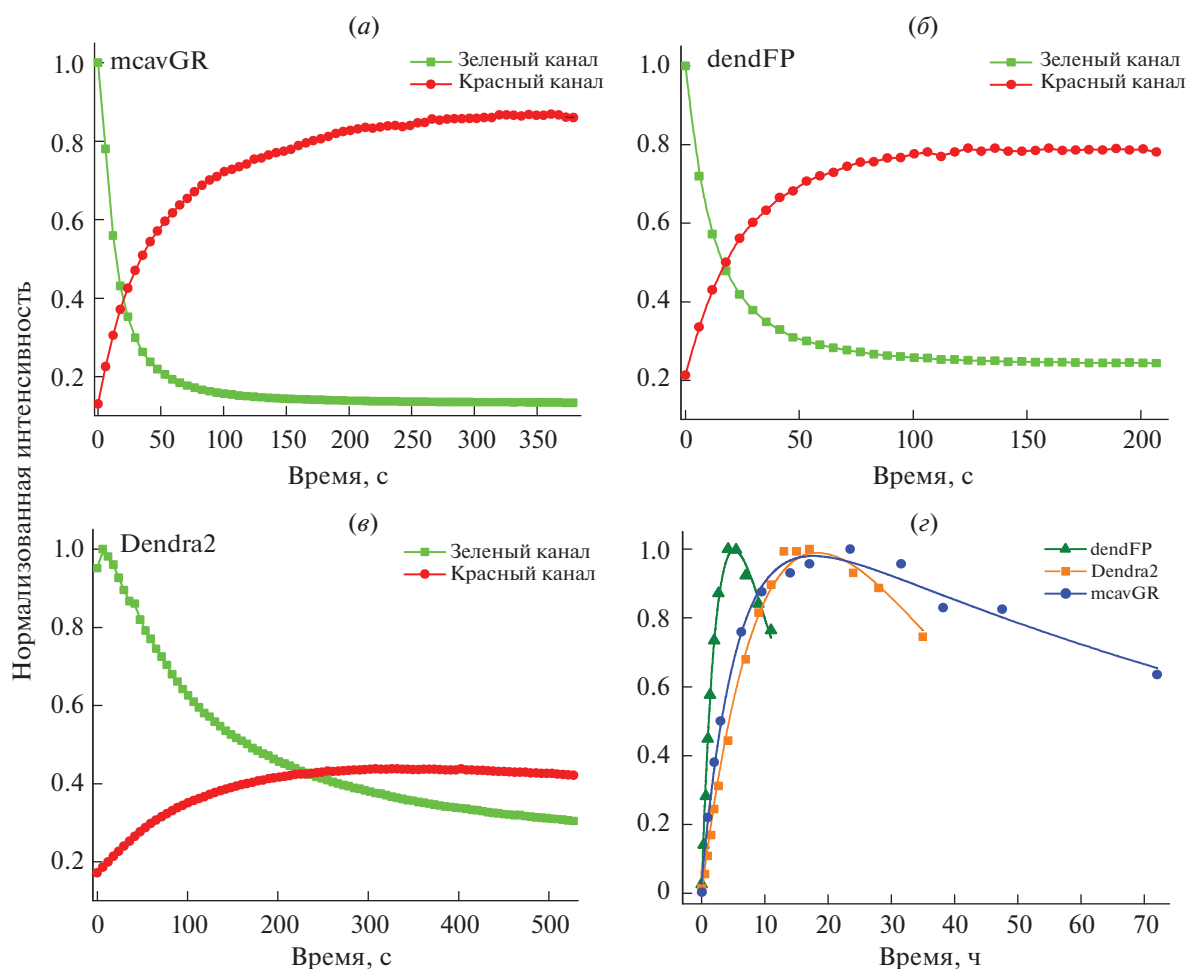 Нормализованная интенсивность
(а)
mcavGR
Зеленый канал
Красный канал
1.0
0.8
0.6
0.4
0.2
0 50 100 150 200 250 300 350
Время, с
(б)
dendFP
Зеленый канал
Красный канал
1.0
0.8
0.6
0.4
0.2
0 50 100 150 200
Время, с
(в)
Dendra2
Зеленый канал
Красный канал
1.0
0.8
0.6
0.4
0.2
0 100 200 300 400 500
Время, с
(г)
dendFP
Dendra2
mcavGR
1.0
0.8
0.6
0.4
0.2
0
0 10 20 30 40 50 60 70
Время, ч